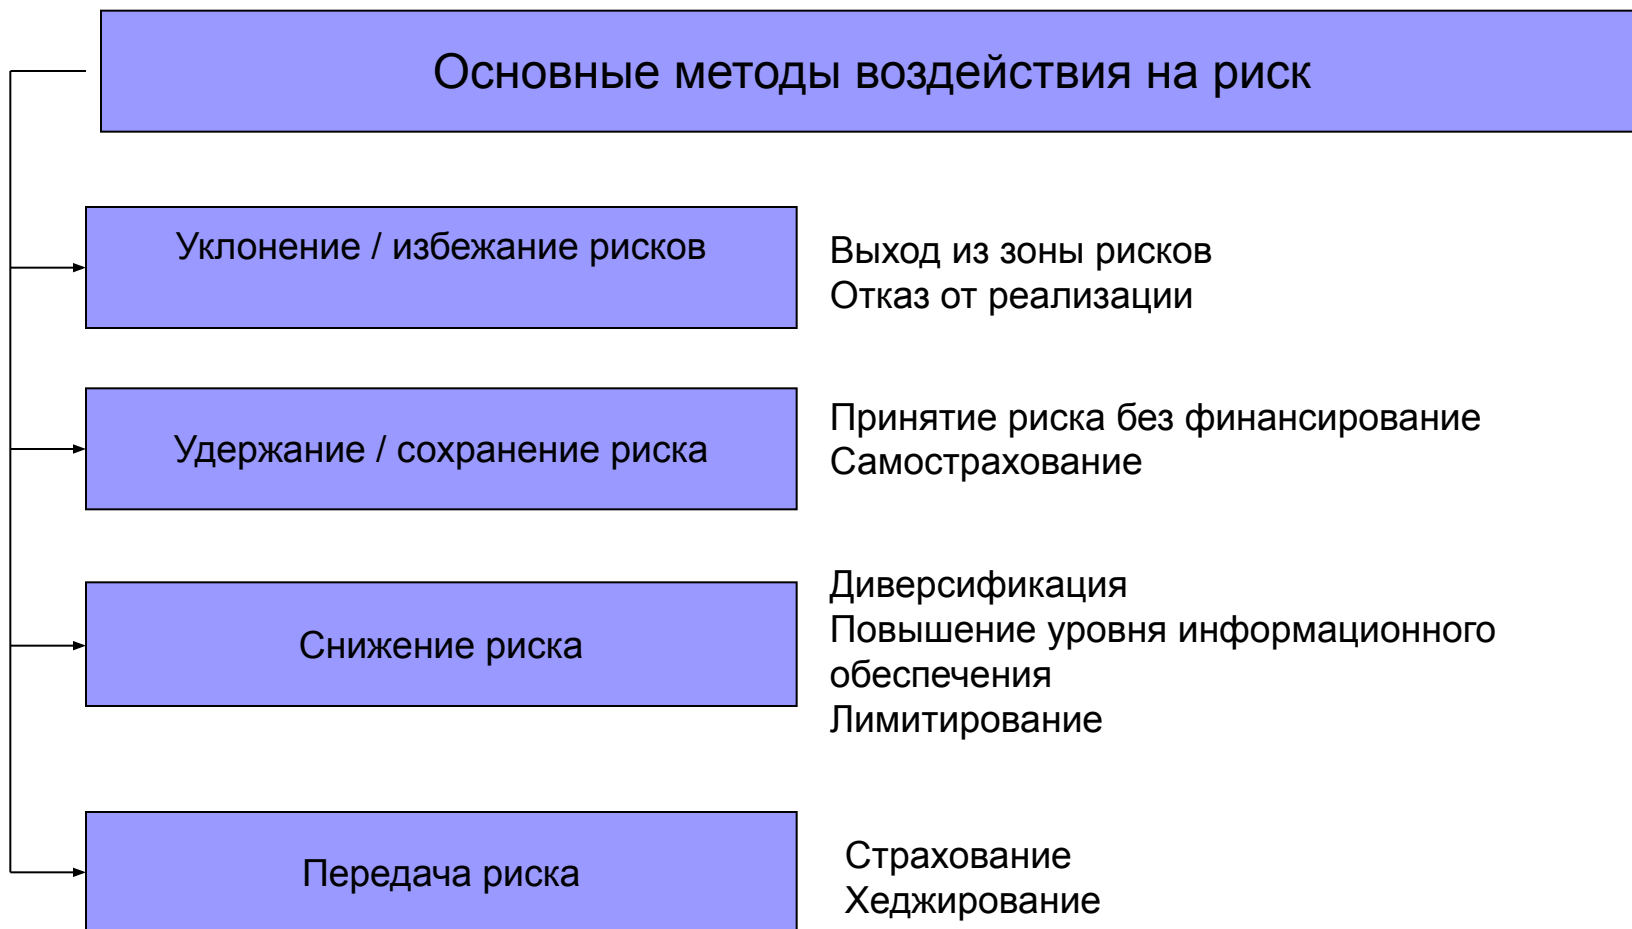 Основные методы воздействия на риск
Уклонение / избежание рисков
Выход из зоны рисков
Отказ от реализации
Удержание / сохранение риска
Принятие риска без финансирование
Самострахование
Снижение риска
Диверсификация
Повышение уровня информационного
обеспечения
Лимитирование
Передача риска
Страхование
Хеджирование